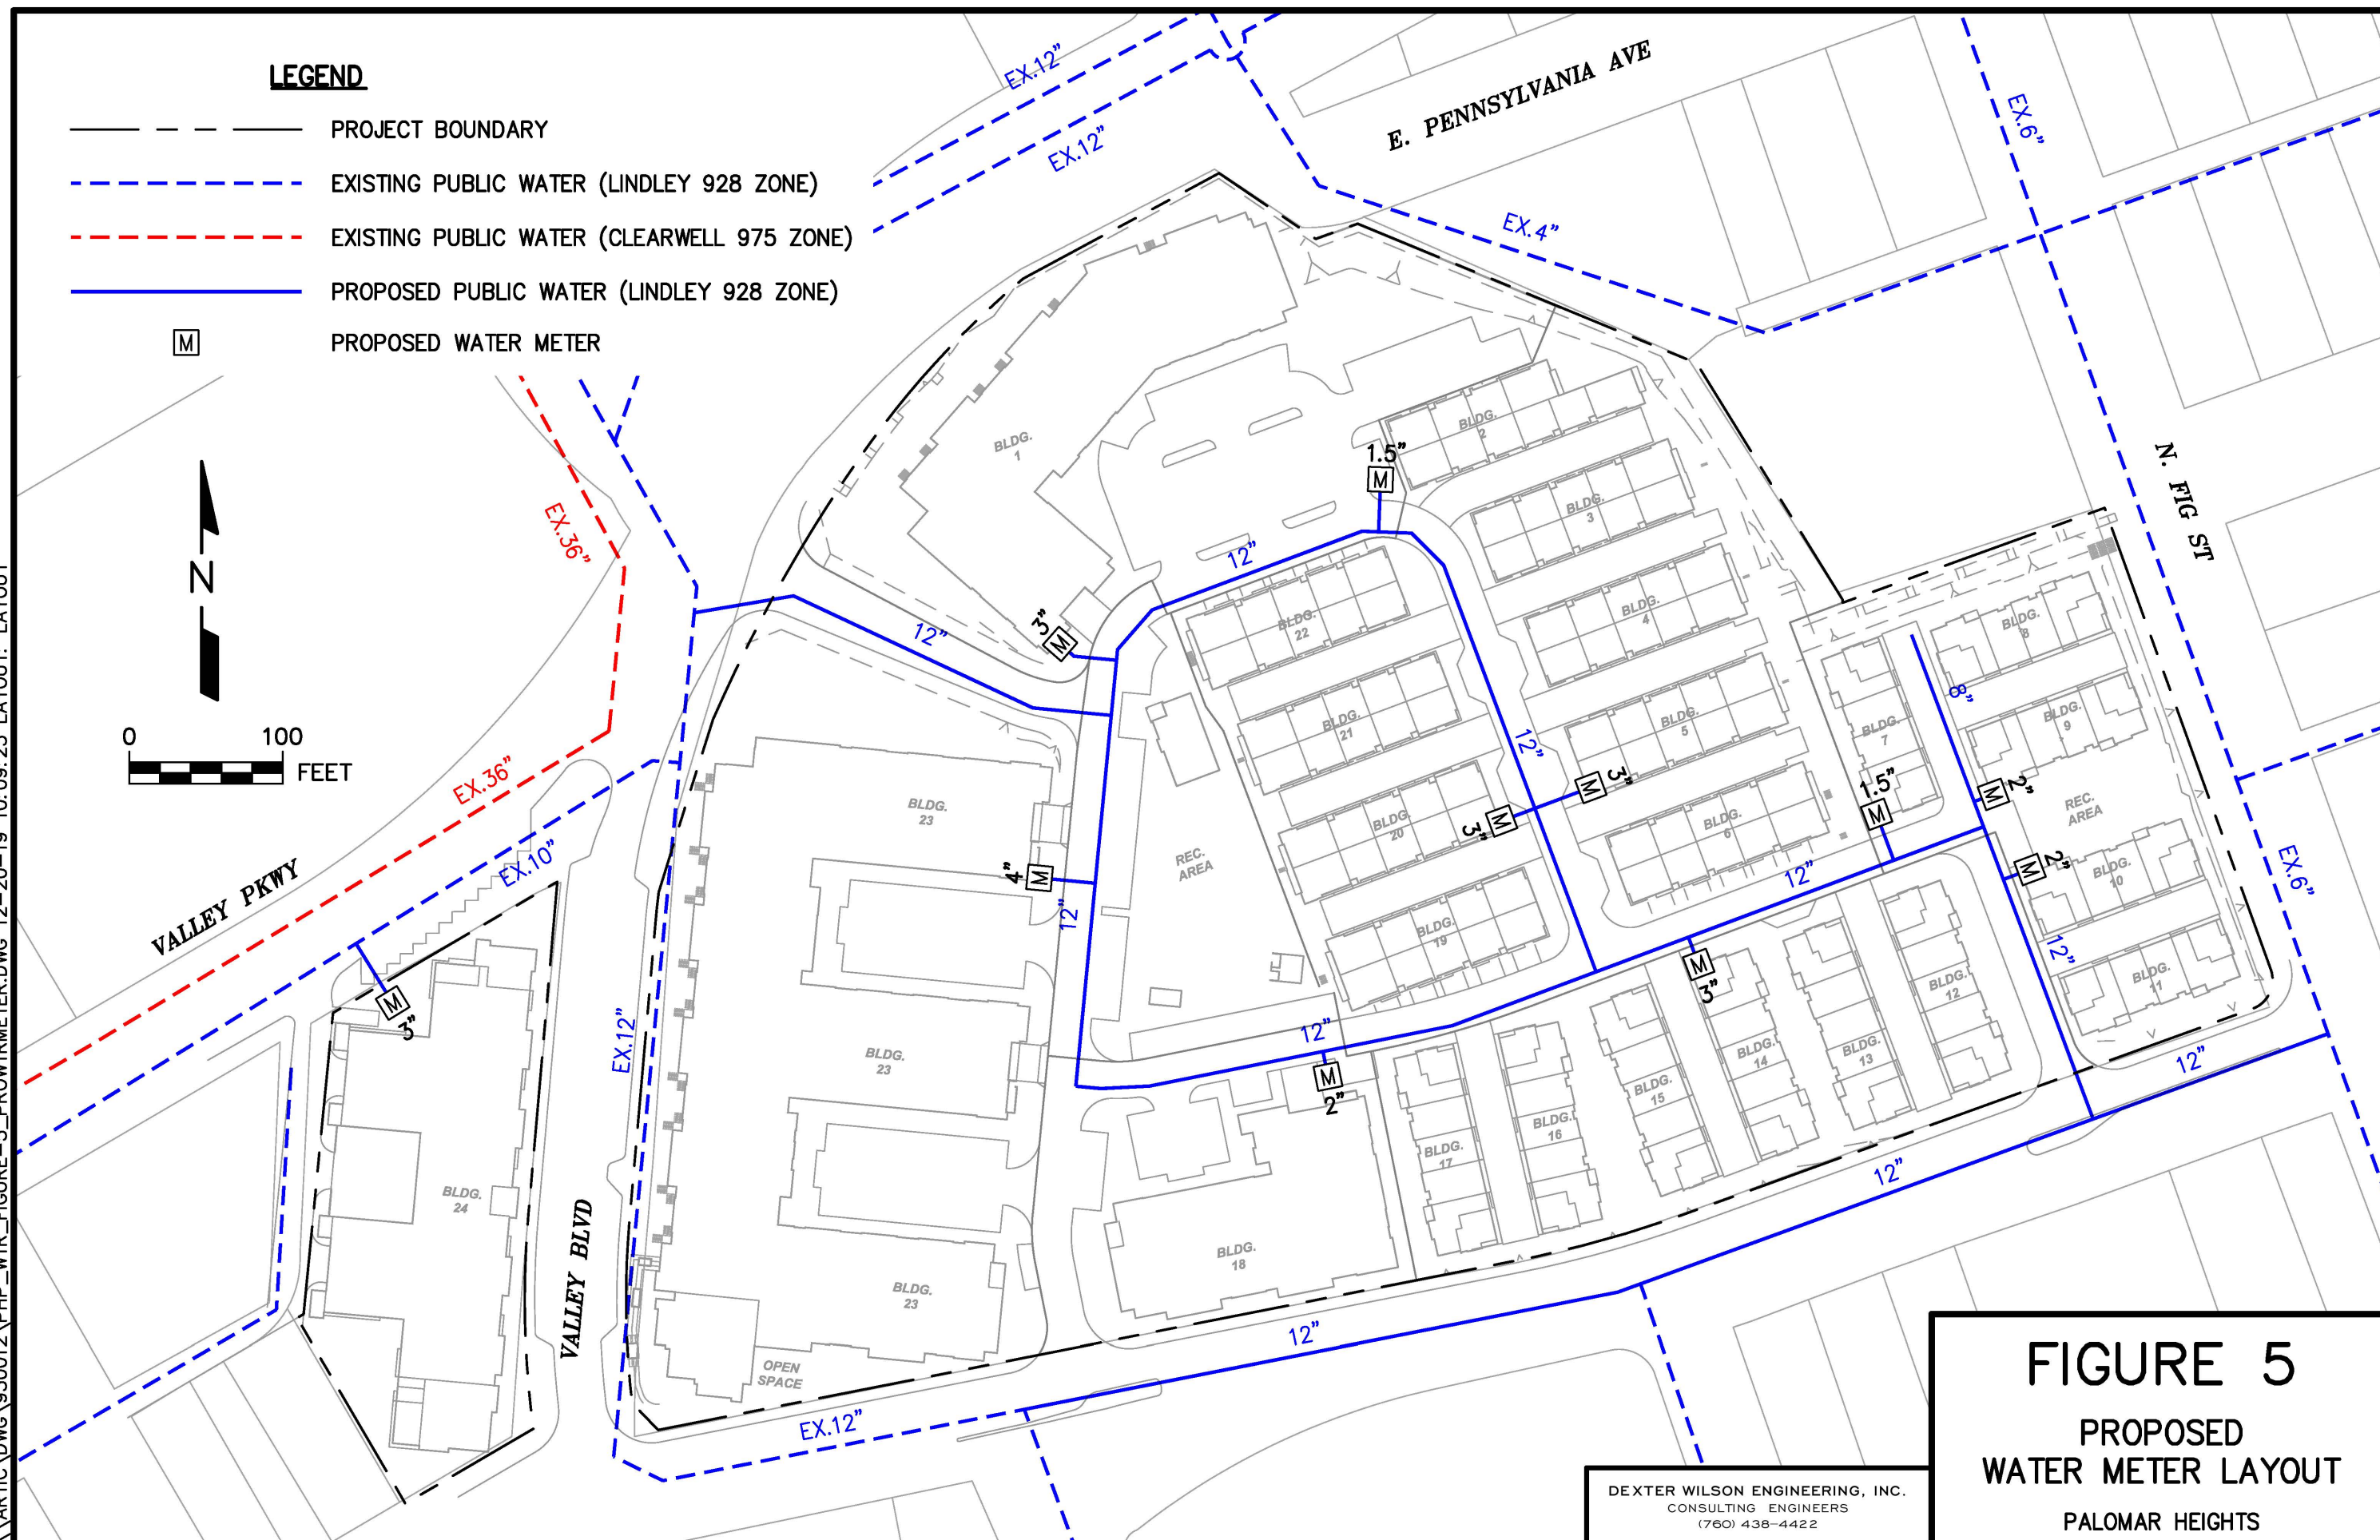 LEGEND
PROJECT BOUNDARY
EXISTING PUBLIC WATER (LINDLEY 928 ZONE)
EXISTING PUBLIC WATER (CLEARWELL 975 ZONE)
PROPOSED PUBLIC WATER (LINDLEY 928 ZONE)
M PROPOSED WATER METER
N
0 100
FEET
EX.12”
EX.12”
E. PENNSYLVANIA AVE
EX.6”
EX.4”
N. FIG ST
EX.36”
EX.36”
EX.10”
VALLEY PKWY
BLDG.
1
BLDG.
2
1.5”
M
BLDG.
3
12”
BLDG.
22
BLDG.
4
3”
M
12”
BLDG.
21
12”
BLDG.
5
BLDG.
7
BLDG.
8
8”
BLDG.
9
M
3”
M
3”
BLDG.
20
BLDG.
6
1.5”
M
M
2”
REC.
AREA
BLDG.
23
4”
M
12”
REC.
AREA
BLDG.
19
12”
M
2”
BLDG.
10
EX.6”
12”
BLDG.
11
M
3”
M
3”
BLDG.
12
EX.12”
BLDG.
23
12”
M
2”
BLDG.
17
BLDG.
16
BLDG.
15
BLDG.
14
BLDG.
13
12”
12”
BLDG.
24
VALLEY BLVD
BLDG.
18
BLDG.
23
OPEN
SPACE
12”
EX.12”
FIGURE 5
PROPOSED
WATER METER LAYOUT
PALOMAR HEIGHTS
DEXTER WILSON ENGINEERING, INC.
CONSULTING ENGINEERS
(760) 438-4422